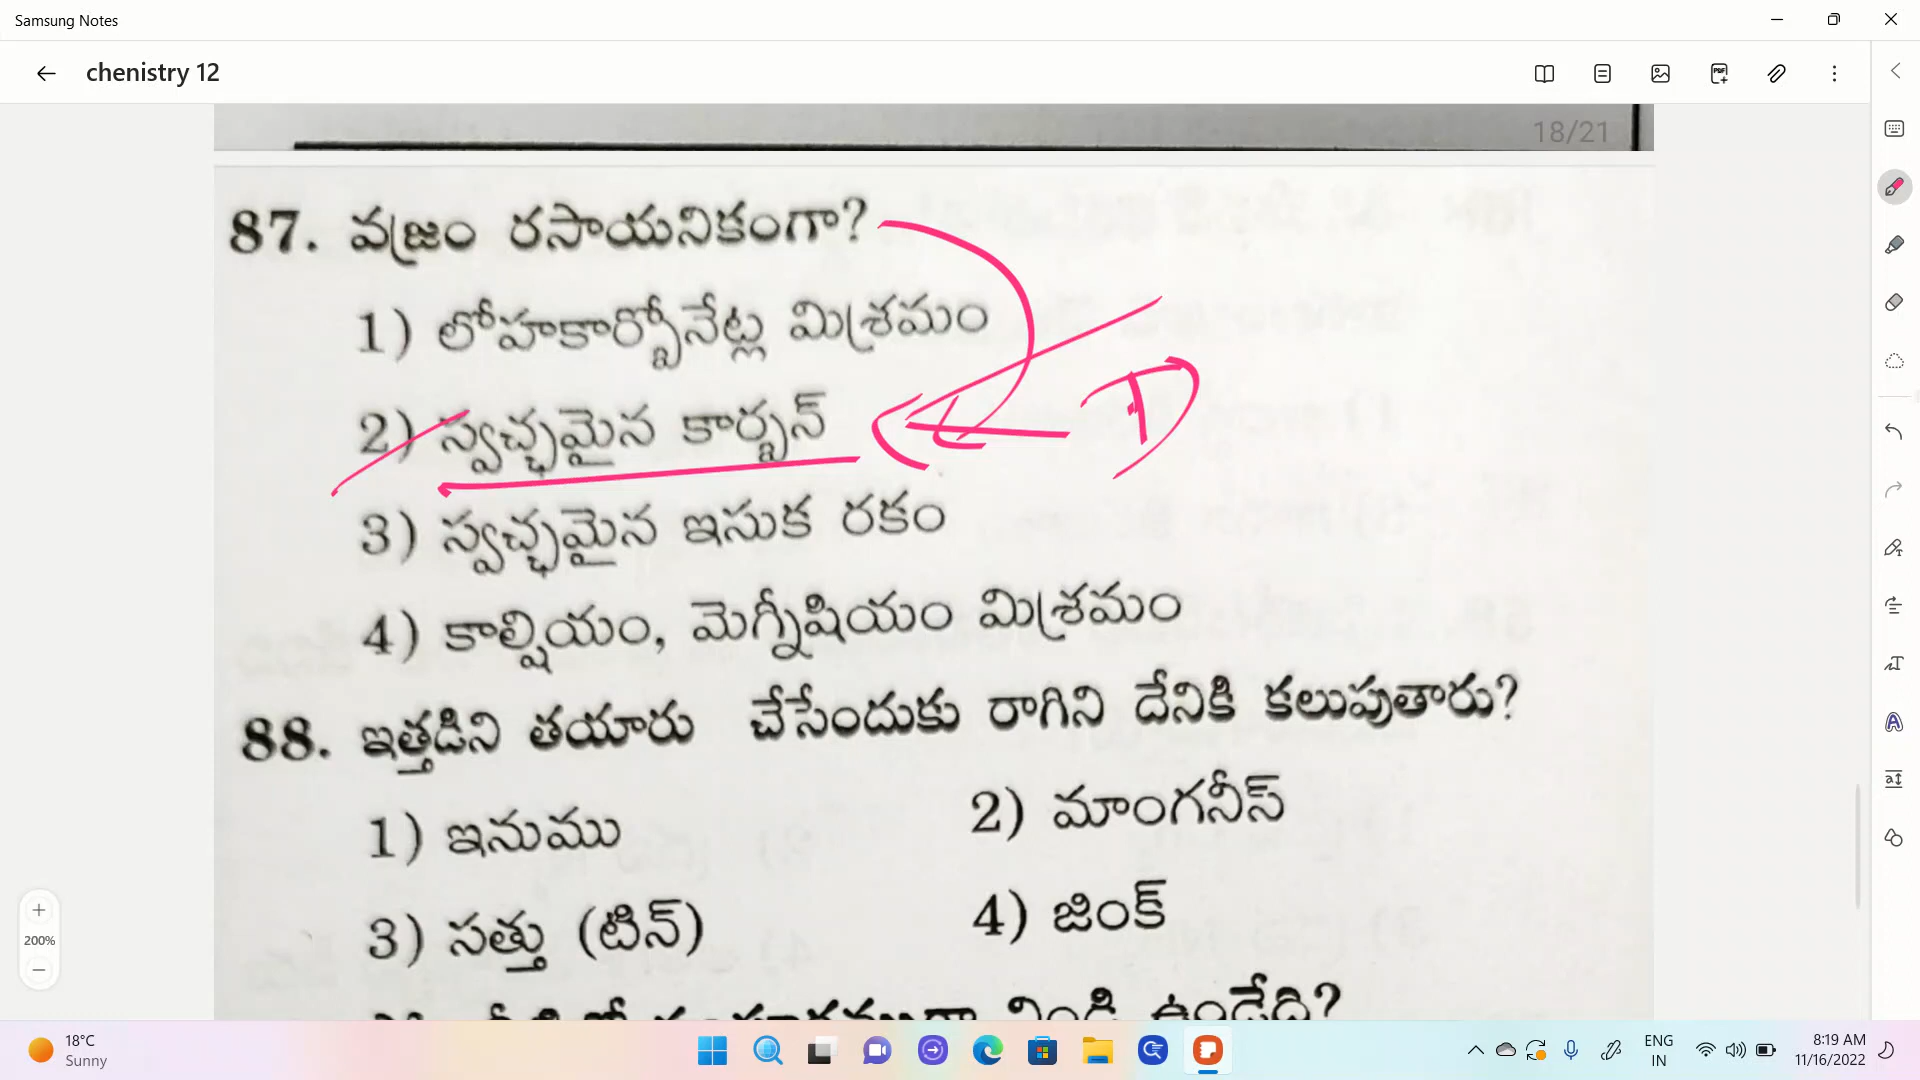 Samsung Notes
chenistry 12
18/21
87. వజ్రం రసాయనికంగా?
1) లోహకార్బోనేట్ల మిశ్రమం
2) స్వచ్ఛమైన కార్బన్
D
3) స్వచ్ఛమైన ఇసుక రకం
4) కాల్షియం, మెగ్నీషియం మిశ్రమం
88. ఇత్తడిని తయారు చేసేందుకు రాగిని దేనికి కలుపుతారు?
1) ఇనుము
2) మాంగనీస్
3) సత్తు (టిన్)
4) జింక్
నిండి ఉండేది?
200%
18°C
Sunny
ENG
IN
8:19 AM
11/16/2022